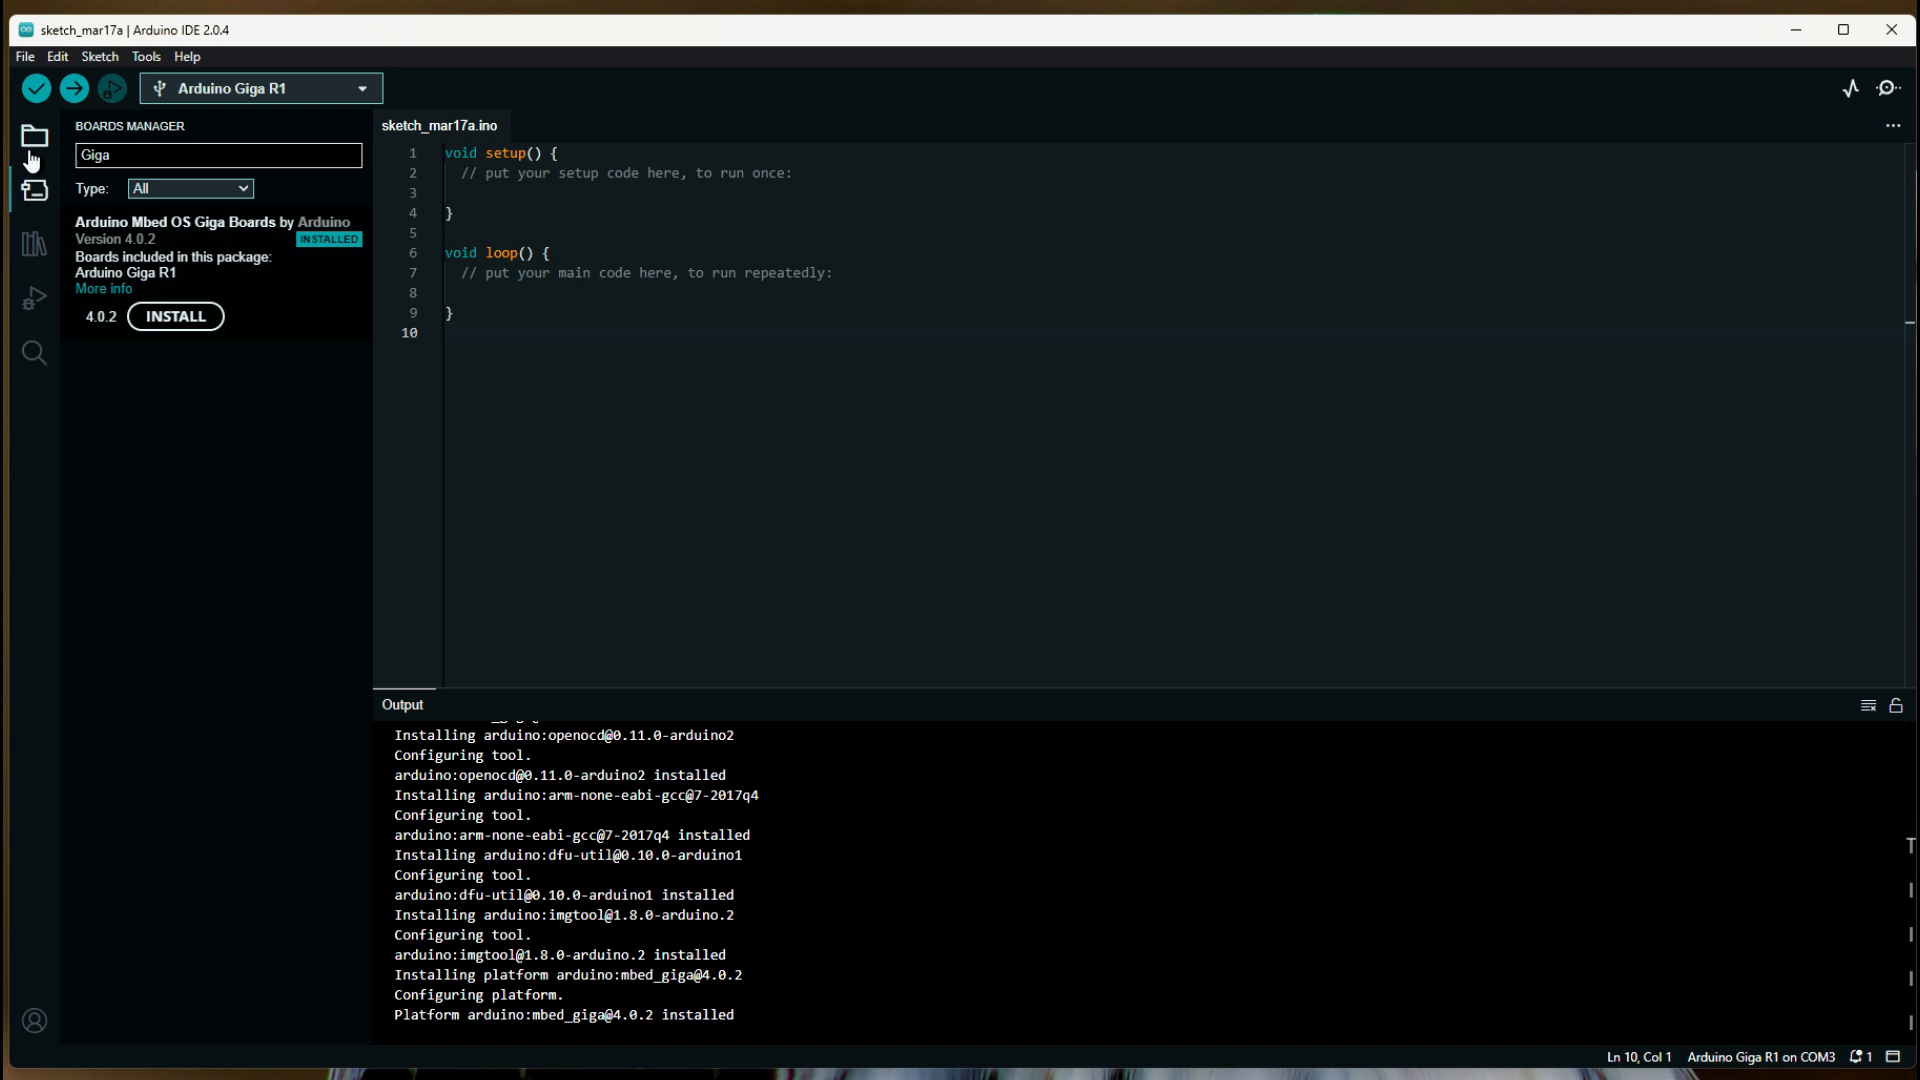 sketch_mar17a | Arduino IDE 2.0.4
File Edit Sketch Tools Help
Arduino Giga R1
BOARDS MANAGER
Giga
Type: All
Arduino Mbed OS Giga Boards by Arduino
Version 4.0.2 INSTALLED
Boards included in this package:
Arduino Giga R1
More info
4.0.2 INSTALL
sketch_mar17a.ino
1 void setup() {
2 // put your setup code here, to run once:
3
4 }
5
6 void loop() {
7 // put your main code here, to run repeatedly:
8
9 }
10
Output
Installing arduino:openocd@0.11.0-arduino2
Configuring tool.
arduino:openocd@0.11.0-arduino2 installed
Installing arduino:arm-none-eabi-gcc@7-2017q4
Configuring tool.
arduino:arm-none-eabi-gcc@7-2017q4 installed
Installing arduino:dfu-util@0.10.0-arduino1
Configuring tool.
arduino:dfu-util@0.10.0-arduino1 installed
Installing arduino:imgtool@1.8.0-arduino.2
Configuring tool.
arduino:imgtool@1.8.0-arduino.2 installed
Installing platform arduino:mbed_giga@4.0.2
Configuring platform.
Platform arduino:mbed_giga@4.0.2 installed
Ln 10, Col 1 Arduino Giga R1 on COM3 1